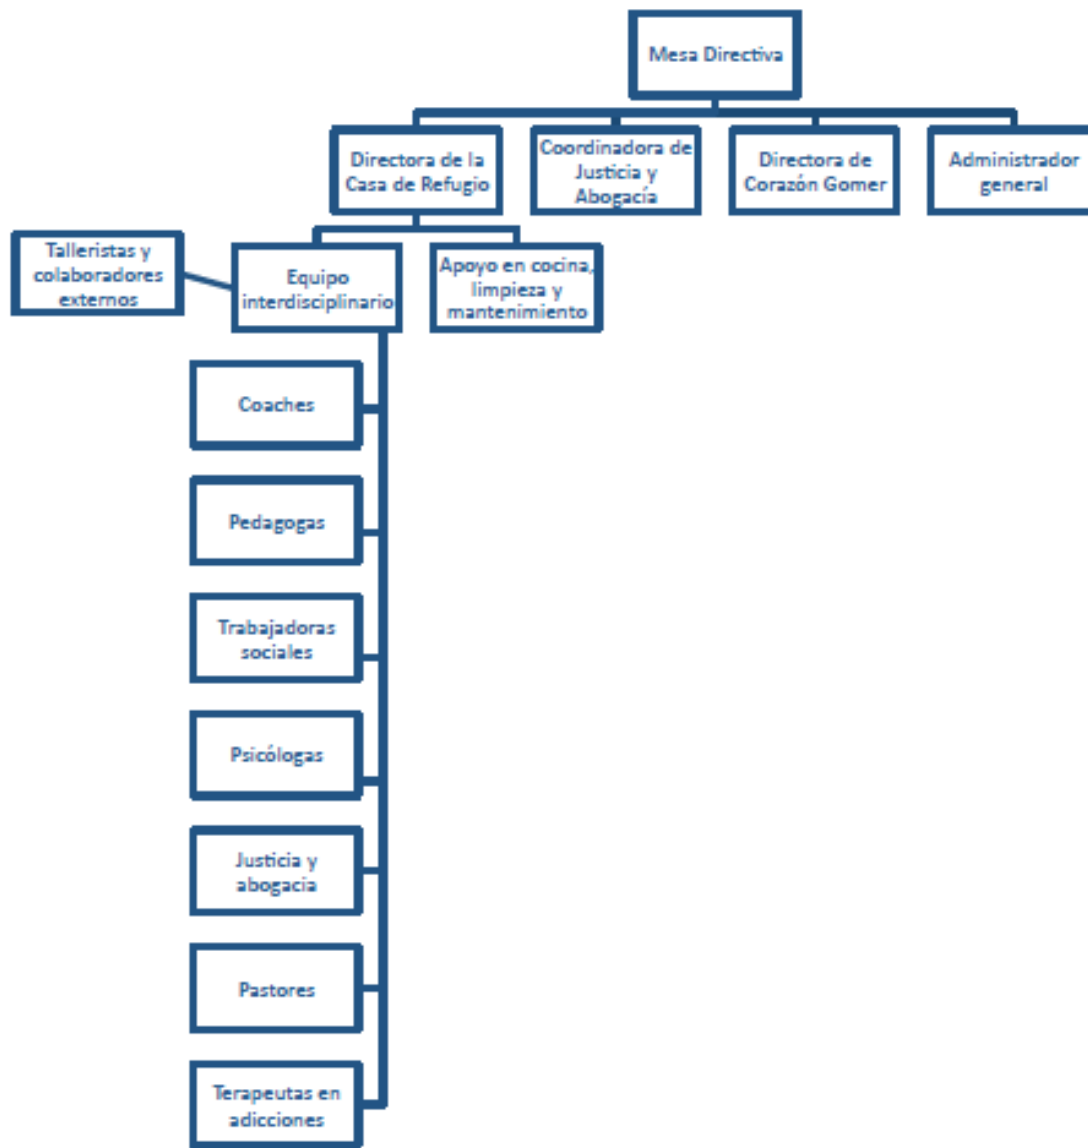 Mesa Directiva
Directora de la
Casa de Refugio
Coordinadora de
Justicia y
Abogacía
Directora de
Corazón Gomer
Administrador
general
Talleristas y
colaboradores
externos
Equipo
interdisciplinario
Apoyo en cocina,
limpieza y
mantenimiento
Coaches
Pedagogas
Trabajadoras
sociales
Psicólogas
Justicia y
abogacia
Pastores
Terapeutas en
adicciones